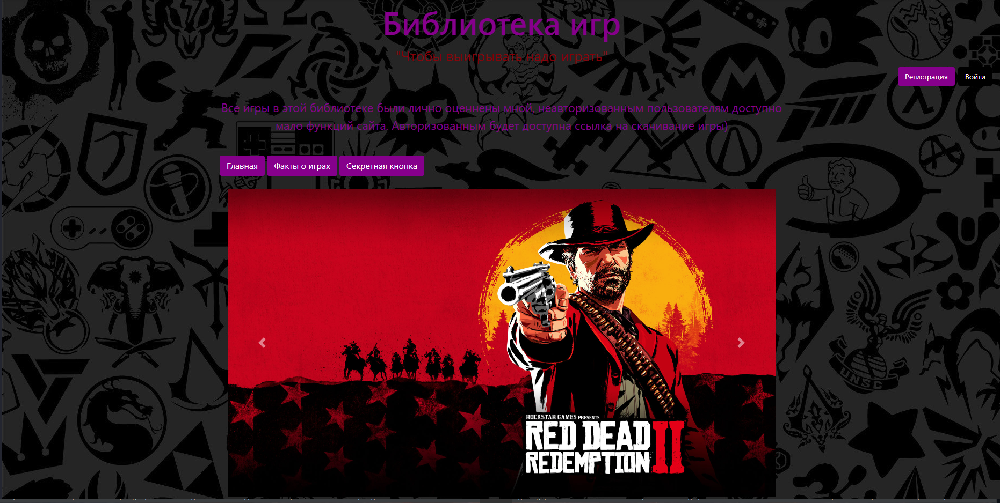 Библиотека игр
"Чтобы выигрывать надо играть"
Регистрация
Войти
Все игры в этой библиотеке были лично оценнены мной, неавторизованным пользователям доступно
мало функций сайта. Авторизованным будет доступна ссылка на скачивание игры)
Главная
Факты о играх
Секретная кнопка
ROCKSTAR GAMES PRESENTS
RED DEAD
REDEMPTION II
UNSC